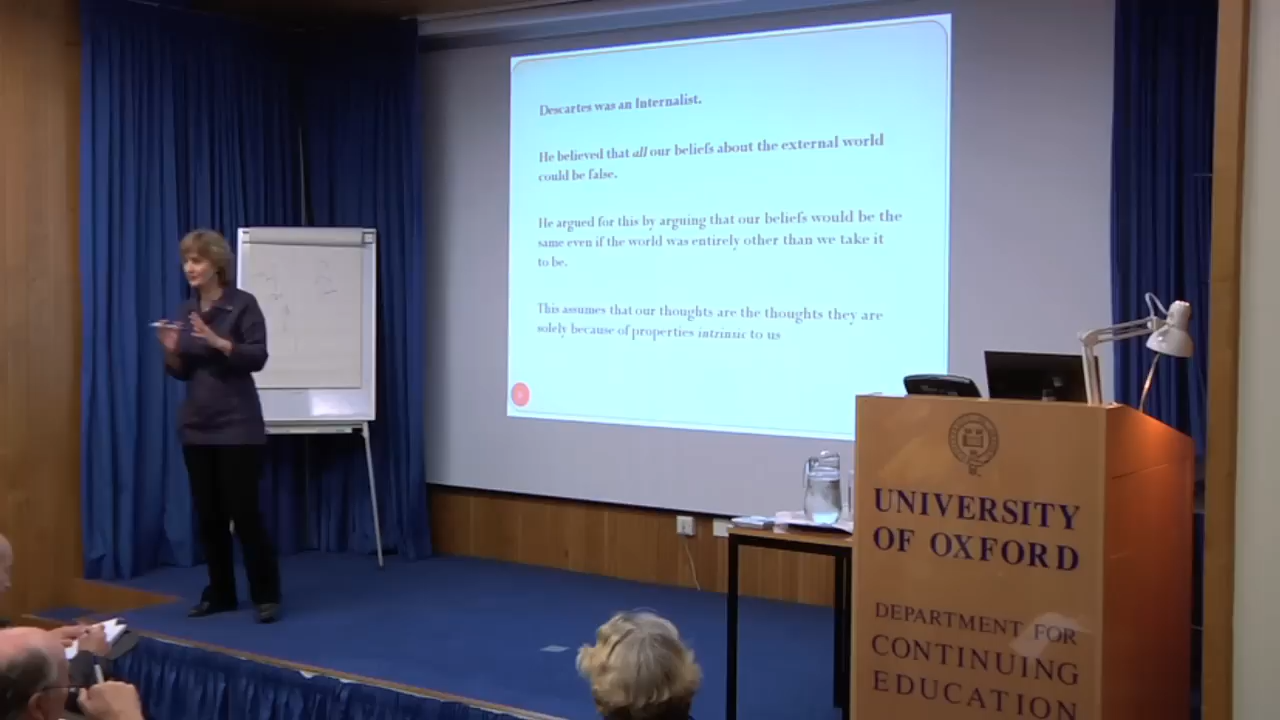 Descartes was an Internalist.
He believed that all our beliefs about the external world
could be false.
He argued for this by arguing that our beliefs would be the
same even if the world was entirely other than we take it
to be.
This assumes that our thoughts are the thoughts they are
solely because of properties intrinsic to us
UNIVERSITY
OF OXFORD
DEPARTMENT FOR
CONTINUING
EDUCATION